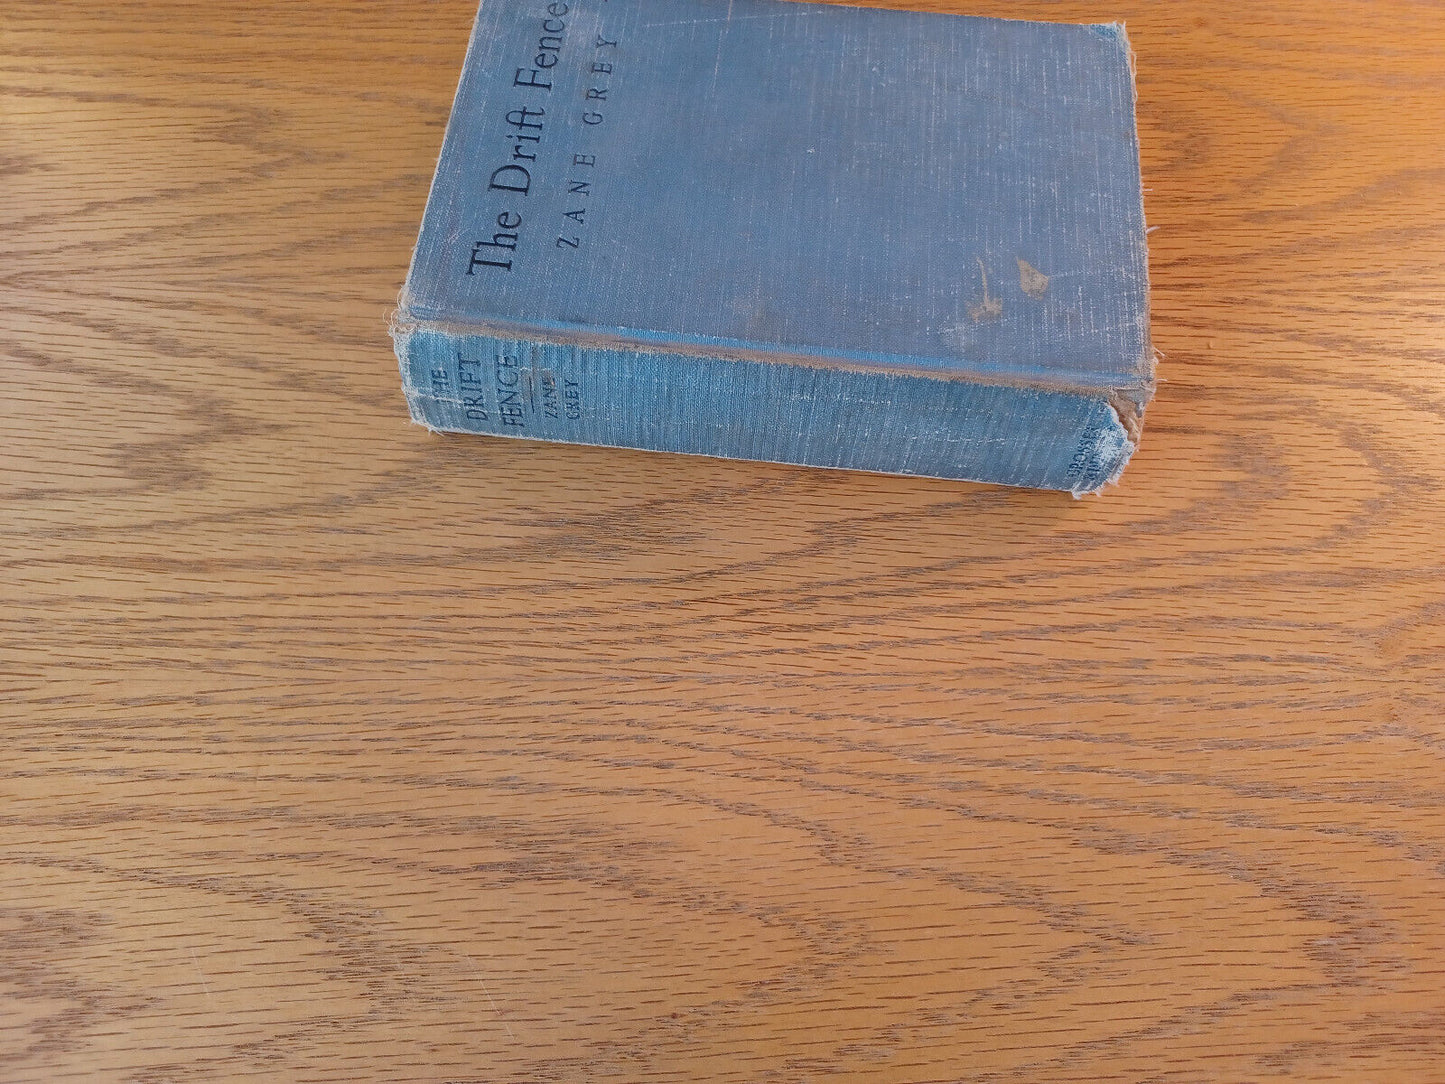 The Drift Fence
ZANE GREY
THE
DRIFT
FENCE
ZANE
GREY